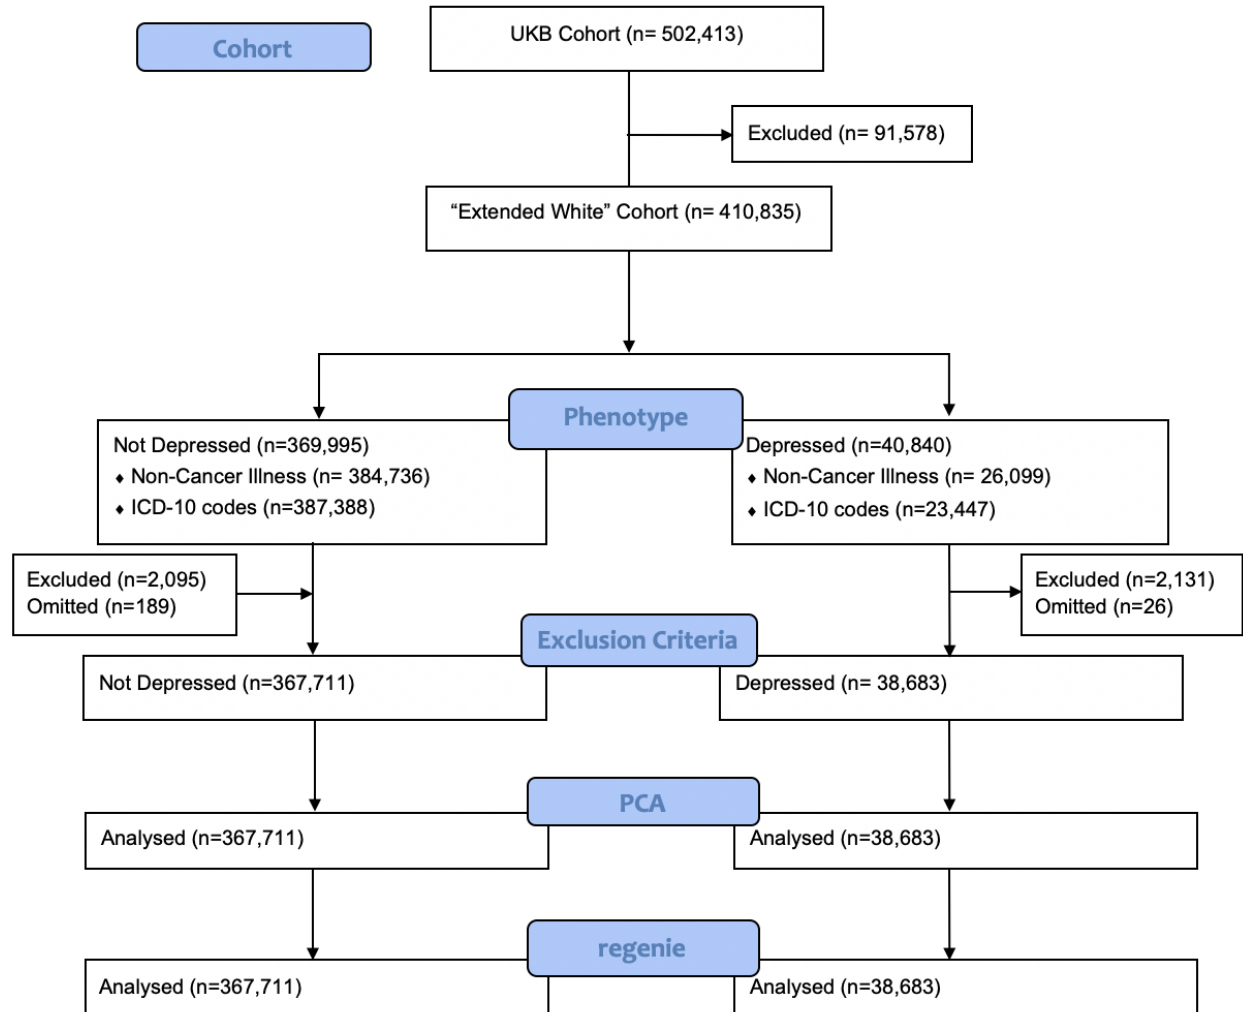 Cohort
UKB Cohort (n= 502,413)
Excluded (n= 91,578)
“Extended White” Cohort (n= 410,835)
Phenotype
Not Depressed (n=369,995)
♦ Non-Cancer Illness (n= 384,736)
♦ ICD-10 codes (n=387,388)
Depressed (n=40,840)
♦ Non-Cancer Illness (n= 26,099)
♦ ICD-10 codes (n=23,447)
Excluded (n=2,095)
Omitted (n=189)
Excluded (n=2,131)
Omitted (n=26)
Exclusion Criteria
Not Depressed (n=367,711)
Depressed (n= 38,683)
PCA
Analysed (n=367,711)
Analysed (n=38,683)
regenie
Analysed (n=367,711)
Analysed (n=38,683)